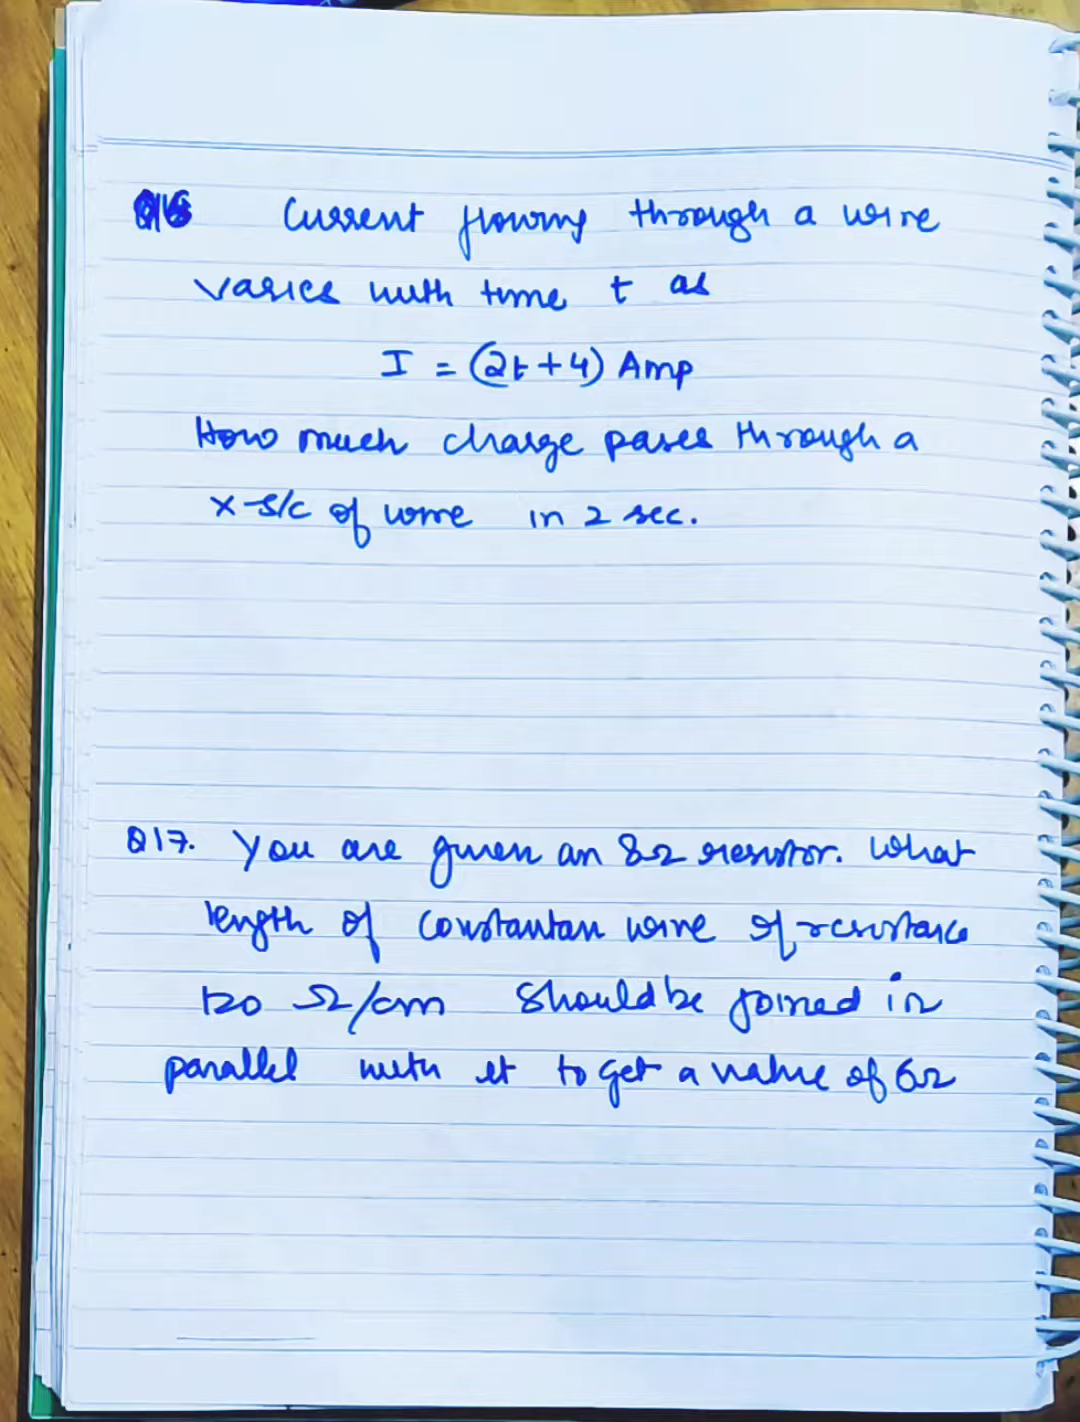 Q16 Current flowing through a wire
varies with time t as
I = (2t+4) Amp
How much charge passes through a
x-s/c of wire in 2 sec.
Q17. You are given an 8Ω resistor. What
length of constantan wire of resistance
120 Ω/cm should be joined in
parallel with it to get a value of 6Ω